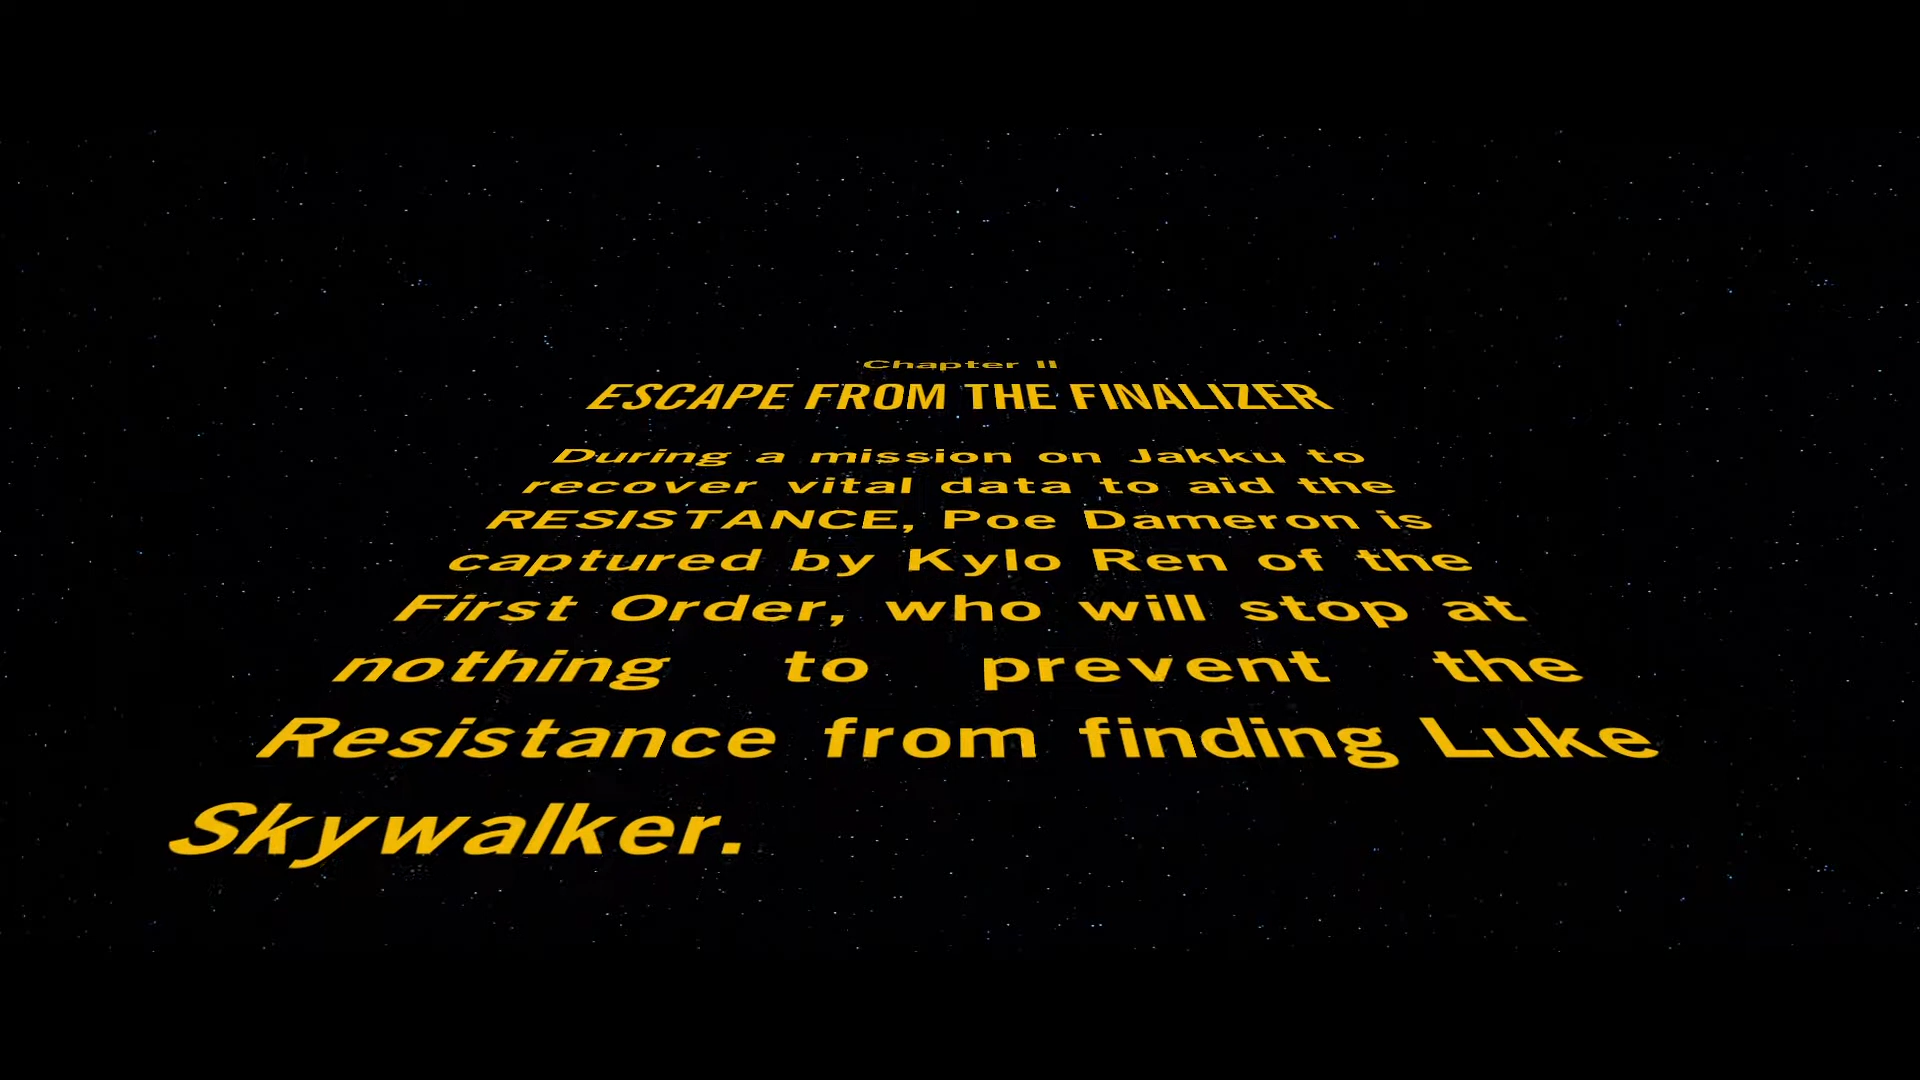 Chapter II
ESCAPE FROM THE FINALIZER
During a mission on Jakku to
recover vital data to aid the
RESISTANCE, Poe Dameron is
captured by Kylo Ren of the
First Order, who will stop at
nothing to prevent the
Resistance from finding Luke
Skywalker.